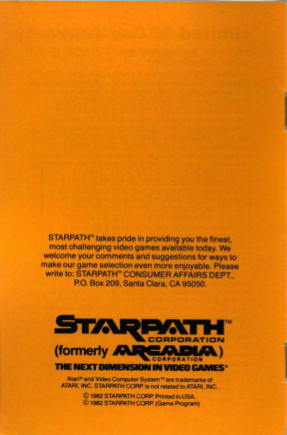 STARPATH™ takes pride in providing you the finest,
most challenging video games available today. We
welcome your comments and suggestions for ways to
make our game selection even more enjoyable. Please
write to: STARPATH™ CONSUMER AFFAIRS DEPT.,
P.O. Box 209, Santa Clara, CA 95050.
STARPATH™
CORPORATION
(formerly ARCADIA)
CORPORATION
THE NEXT DIMENSION IN VIDEO GAMES®
Atari® and Video Computer System™ are trademarks of
ATARI, INC. STARPATH CORP. is not related to ATARI, INC.
© 1982 STARPATH CORP. Printed in USA.
© 1982 STARPATH CORP. (Game Program)